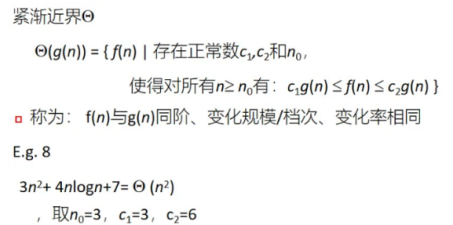 紧渐近界Θ
Θ(g(n)) = { f(n) | 存在正常数c₁,c₂和n₀，
使得对所有n≥ n₀有：c₁g(n) ≤ f(n) ≤ c₂g(n) }
称为： f(n)与g(n)同阶、变化规模/档次、变化率相同
E.g. 8
3n²+ 4nlogn+7= Θ (n²)
，取n₀=3，c₁=3，c₂=6